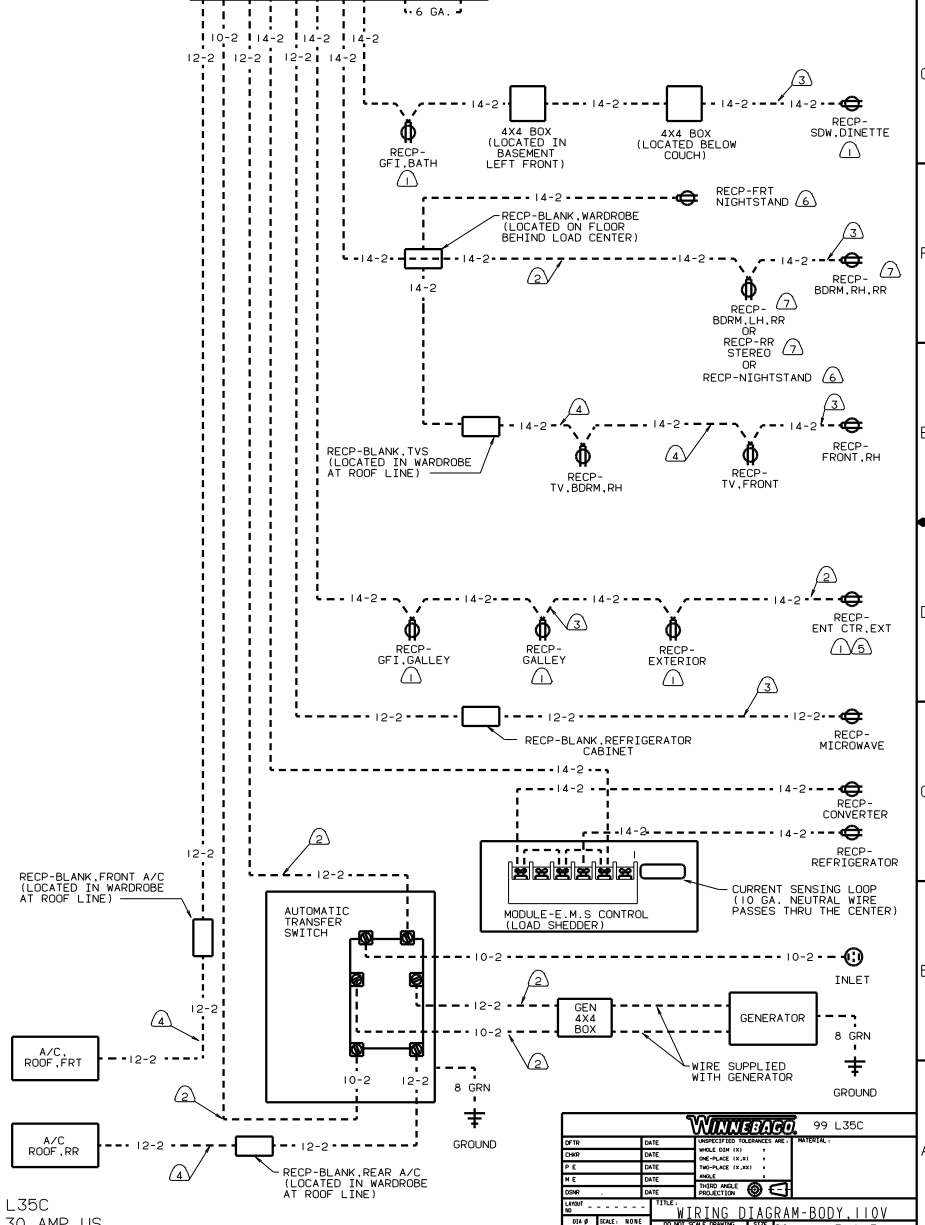 6 GA.
10-2 14-2 14-2 14-2
12-2 12-2 12-2 14-2
14-2 14-2 14-2 14-2
3
RECP-
GFI,BATH
1
4X4 BOX
(LOCATED IN
BASEMENT
LEFT FRONT)
4X4 BOX
(LOCATED BELOW
COUCH)
RECP-
SDW,DINETTE
1
14-2
RECP-FRT
NIGHTSTAND 6
RECP-BLANK,WARDROBE
(LOCATED ON FLOOR
BEHIND LOAD CENTER)
14-2 14-2 14-2 14-2
3
2
14-2
RECP-
BDRM,LH,RR
7
OR
RECP-RR
STEREO
7
OR
RECP-NIGHTSTAND 6
RECP-
BDRM,RH,RR
7
RECP-BLANK,TVS
(LOCATED IN WARDROBE
AT ROOF LINE)
14-2 14-2 14-2
4
4
3
RECP-
TV,BDRM,RH
RECP-
TV,FRONT
RECP-
FRONT,RH
14-2 14-2 14-2 14-2
2
3
RECP-
GFI,GALLEY
1
RECP-
GALLEY
1
RECP-
EXTERIOR
1
RECP-
ENT CTR,EXT
1 5
12-2 12-2 12-2
3
RECP-BLANK,REFRIGERATOR
CABINET
RECP-
MICROWAVE
14-2
14-2 14-2
RECP-
CONVERTER
14-2 14-2
RECP-
REFRIGERATOR
1
MODULE-E.M.S CONTROL
(LOAD SHEDDER)
CURRENT SENSING LOOP
(10 GA. NEUTRAL WIRE
PASSES THRU THE CENTER)
2
12-2
12-2
RECP-BLANK,FRONT A/C
(LOCATED IN WARDROBE
AT ROOF LINE)
AUTOMATIC
TRANSFER
SWITCH
10-2 10-2
INLET
12-2
2
GEN
4X4
BOX
10-2
2
GENERATOR
WIRE SUPPLIED
WITH GENERATOR
8 GRN
GROUND
12-2
4
A/C,
ROOF,FRT
12-2
10-2 12-2
8 GRN
GROUND
2
A/C
ROOF,RR
12-2 12-2
4
RECP-BLANK,REAR A/C
(LOCATED IN WARDROBE
AT ROOF LINE)
L35C
30 AMP US
WINNEBAGO. 99 L35C
DFTR DATE
CHKR DATE
P E DATE
M E DATE
DSNR DATE
UNSPECIFIED TOLERANCES ARE:
WHOLE DIM (X)
ONE-PLACE (X.X)
TWO-PLACE (X.XX)
ANGLE
MATERIAL:
THIRD ANGLE
PROJECTION
LAYOUT
NO
TITLE:
WIRING DIAGRAM-BODY,110V
DIA Ø SCALE: NONE DO NOT SCALE DRAWING SIZE
C
F
E
D
C
B
A